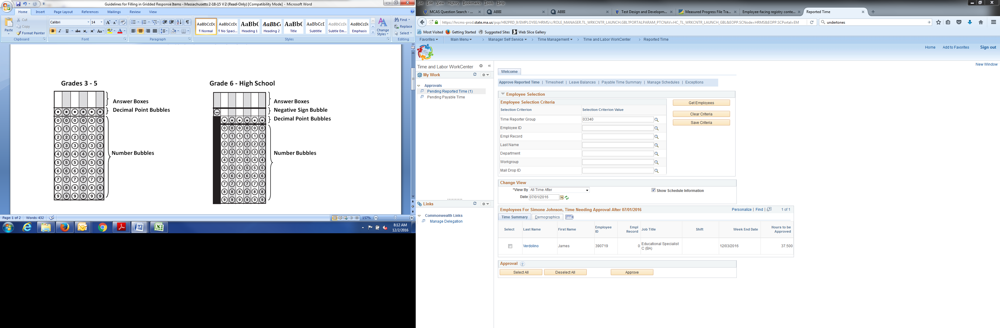 Guidelines for Filling in Gridded Response Items - Massachusetts 2-18-15 V 2 (Read-Only) [Compatibility Mode] - Microsoft Word
Home Insert Page Layout References Mailings Review View
Paste
Cut
Copy
Format Painter
Clipboard
Calibri 14
Font
Paragraph
AaBbCcDc AaBbCcDc AaBbC AaBbCc AaBbC AaBbCcI AaBbCcDc AaBbCcDc
¶ Normal ¶ No Spaci... Heading 1 Heading 2 Title Subtitle Subtle Em... Emphasis
Change Styles
Styles
Find
Replace
Select
Editing
Grades 3 - 5
Answer Boxes
Decimal Point Bubbles
Number Bubbles
0 0 0 0 0 0
1 1 1 1 1 1
2 2 2 2 2 2
3 3 3 3 3 3
4 4 4 4 4 4
5 5 5 5 5 5
6 6 6 6 6 6
7 7 7 7 7 7
8 8 8 8 8 8
9 9 9 9 9 9
Grade 6 - High School
Answer Boxes
Negative Sign Bubble
Decimal Point Bubbles
Number Bubbles
0 0 0 0 0 0
1 1 1 1 1 1
2 2 2 2 2 2
3 3 3 3 3 3
4 4 4 4 4 4
5 5 5 5 5 5
6 6 6 6 6 6
7 7 7 7 7 7
8 8 8 8 8 8
9 9 9 9 9 9
Page: 1 of 2 Words: 432 157%
8:12 AM
12/2/2016
File Edit View History Bookmarks Tools Help
MCAS Question Search - ... ABBI ABBI Test Design and Developm... Measured Progress File Tra... Employee-facing registry conte... Reported Time
https://hrcms-prod.state.ma.us/psp/H92PRD_9/EMPLOYEE/HRMS/c/ROLE_MANAGER.TL_WRKCNTR_LAUNCH.GBL?PORTALPARAM_PTCNAV=HC_TL_WRKCNTR_LAUNCH_GBL&EOPP.SCNode=HRMS&EOPP.SCPortal=EM
undertones
Most Visited Getting Started Suggested Sites Web Slice Gallery
Favorites Main Menu > Manager Self Service > Time Management > Time and Labor WorkCenter > Reported Time
HR/CMS
Home Add to Favorites Sign out
New Window
Time and Labor WorkCenter «
My Work
Approvals
Pending Reported Time (1)
Pending Payable Time
Links
Commonwealth Links
Manage Delegation
Welcome
Approve Reported Time | Timesheet | Leave Balances | Payable Time Summary | Manage Schedules | Exceptions
Employee Selection
Employee Selection Criteria
Selection Criterion Selection Criterion Value
Time Reporter Group 03340
Employee ID
Empl Record
Last Name
Department
Workgroup
Mail Drop ID
Get Employees
Clear Criteria
Save Criteria
Change View
*View By All Time After
Show Schedule Information
Date 07/01/2016
Employees For Simone Johnson, Time Needing Approval After 07/01/2016
Personalize | Find | 1 of 1
Time Summary Demographics
Select Last Name First Name Employee ID Empl Record Job Title Shift Week End Date Hours to be Approved
Verdolino James 390719 0 Educational Specialist C (BA) 12/03/2016 37.500
Approval
Select All Deselect All Approve